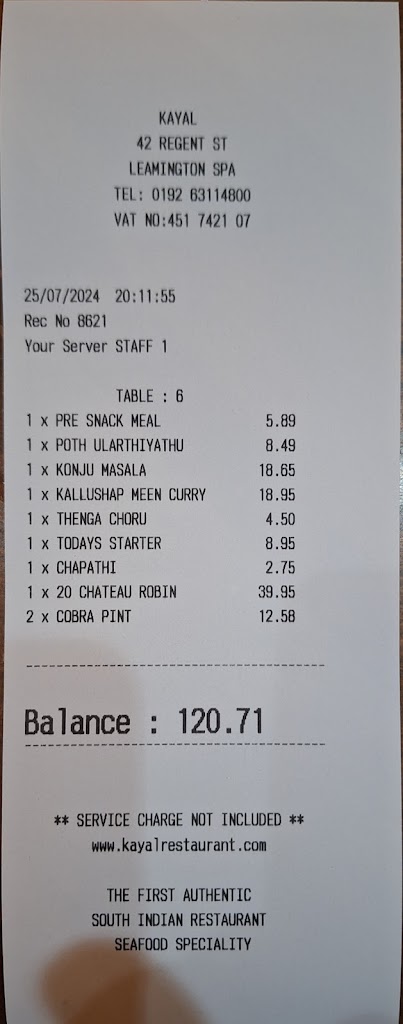 KAYAL
42 REGENT ST
LEAMINGTON SPA
TEL: 0192 63114800
VAT NO:451 7421 07
25/07/2024 20:11:55
Rec No 8621
Your Server STAFF 1
TABLE : 6
1 x PRE SNACK MEAL 5.89
1 x POTH ULARTHIYATHU 8.49
1 x KONJU MASALA 18.65
1 x KALLUSHAP MEEN CURRY 18.95
1 x THENGA CHORU 4.50
1 x TODAYS STARTER 8.95
1 x CHAPATHI 2.75
1 x 20 CHATEAU ROBIN 39.95
2 x COBRA PINT 12.58
Balance : 120.71
** SERVICE CHARGE NOT INCLUDED **
www.kayalrestaurant.com
THE FIRST AUTHENTIC
SOUTH INDIAN RESTAURANT
SEAFOOD SPECIALITY